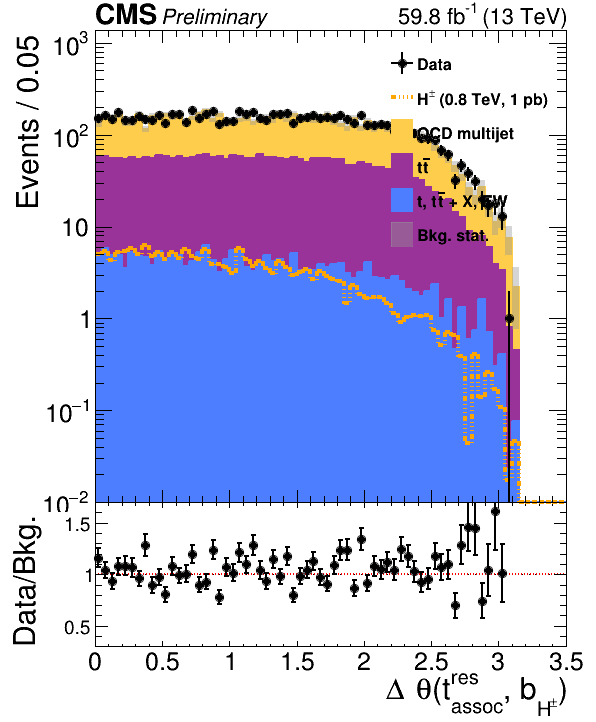 CMS Preliminary 59.8 fb⁻¹ (13 TeV)
Events / 0.05
10³
10²
10
1
10⁻¹
10⁻²
Data
H± (0.8 TeV, 1 pb)
QCD multijet
tt̄
t, tt̄ + X, EW
Bkg. stat.
Data/Bkg.
1.5
1
0.5
0 0.5 1 1.5 2 2.5 3 3.5
Δ θ(t^res_assoc, b_H±)